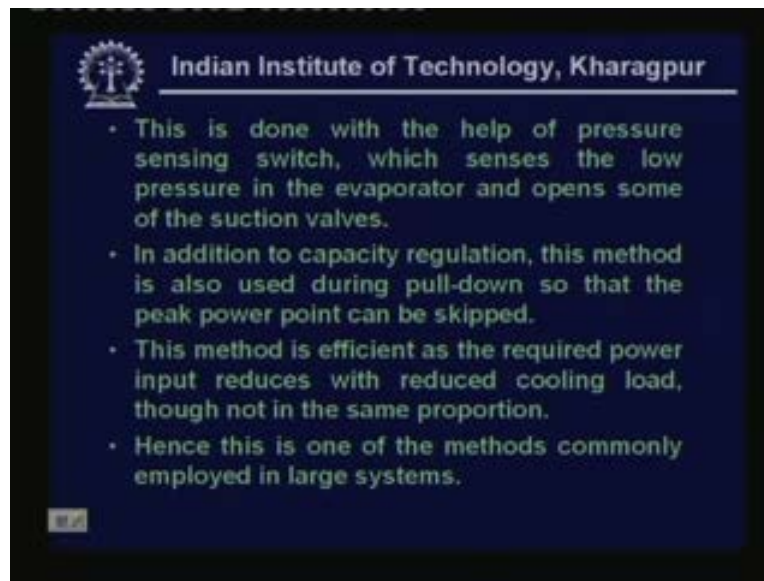 Indian Institute of Technology, Kharagpur
• This is done with the help of pressure
sensing switch, which senses the low
pressure in the evaporator and opens some
of the suction valves.
• In addition to capacity regulation, this method
is also used during pull-down so that the
peak power point can be skipped.
• This method is efficient as the required power
input reduces with reduced cooling load,
though not in the same proportion.
• Hence this is one of the methods commonly
employed in large systems.